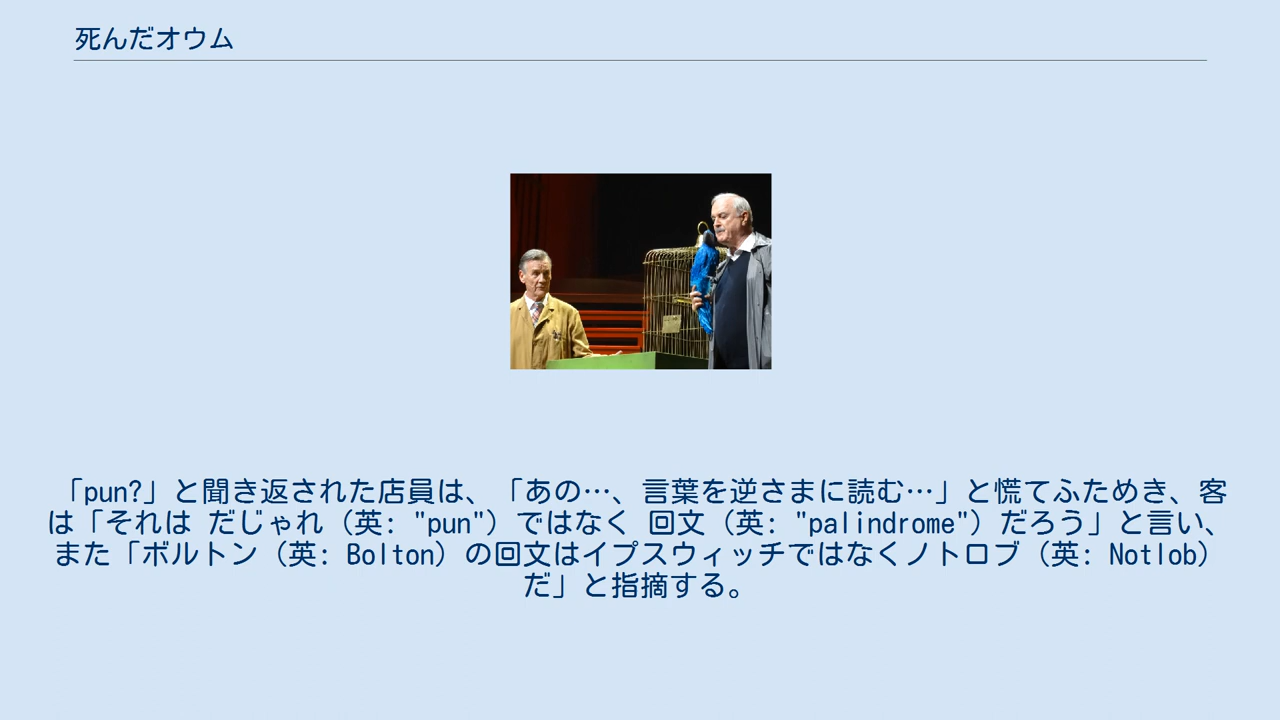 死んだオウム
「pun?」と聞き返された店員は、「あの…、言葉を逆さまに読む…」と慌てふためき、客
は「それは だじゃれ（英: "pun"）ではなく 回文（英: "palindrome"）だろう」と言い、
また「ボルトン（英: Bolton）の回文はイプスウィッチではなくノトロブ（英: Notlob）
だ」と指摘する。